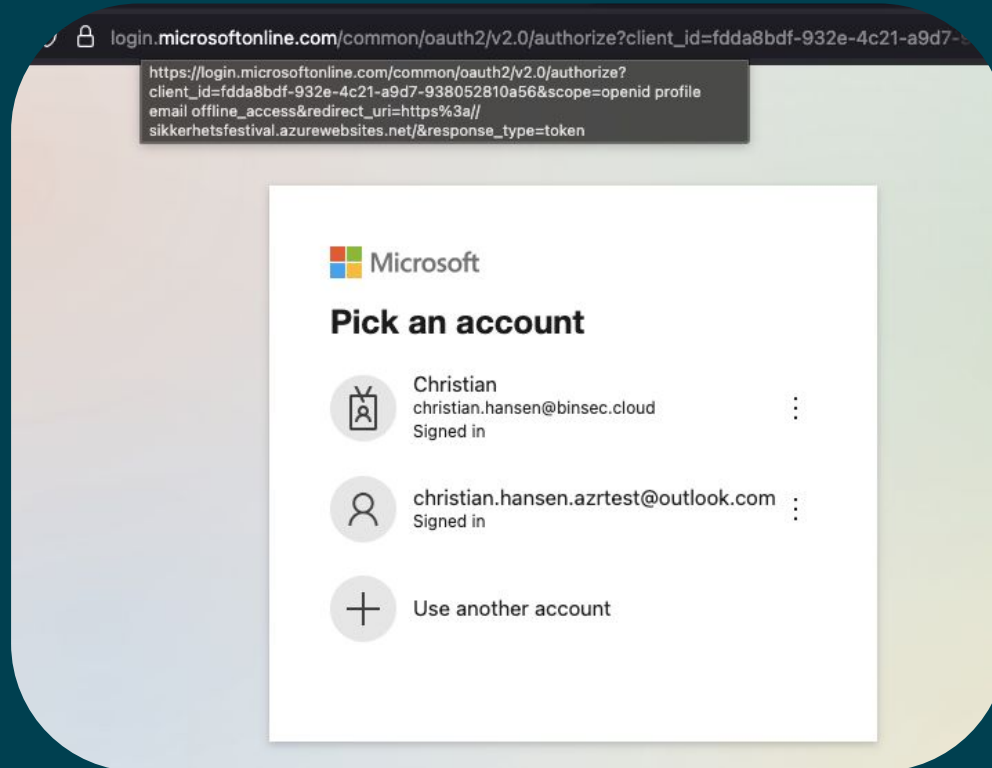 login.microsoftonline.com/common/oauth2/v2.0/authorize?client_id=fdda8bdf-932e-4c21-a9d7-
https://login.microsoftonline.com/common/oauth2/v2.0/authorize?
client_id=fdda8bdf-932e-4c21-a9d7-938052810a56&scope=openid profile
email offline_access&redirect_uri=https%3a//
sikkerhetsfestival.azurewebsites.net/&response_type=token
Microsoft
Pick an account
Christian
christian.hansen@binsec.cloud
Signed in
christian.hansen.azrtest@outlook.com
Signed in
Use another account